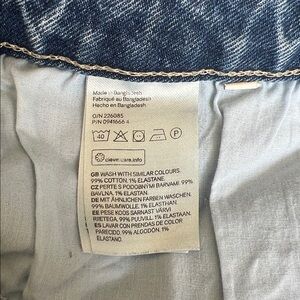 Made in Bangladesh
Fabriqué au Bangladesh
Hecho en Bangladesh
O/N 226085
P/N 0941666 4
40 P
clevercare.info
GB WASH WITH SIMILAR COLOURS.
99% COTTON, 1% ELASTANE.
CZ PERTE S PODOBNÝMI BARVAMI. 99%
BAVLNA, 1% ELASTAN.
DE MIT ÄHNLICHEN FARBEN WASCHEN.
99% BAUMWOLLE, 1% ELASTHAN.
EE PESE KOOS SARNAST VÄRVI
RIIETEGA. 99% PUUVILL, 1% ELASTAAN.
ES LAVAR CON PRENDAS DE COLOR
PARECIDO. 99% ALGODÓN, 1%
ELASTANO.